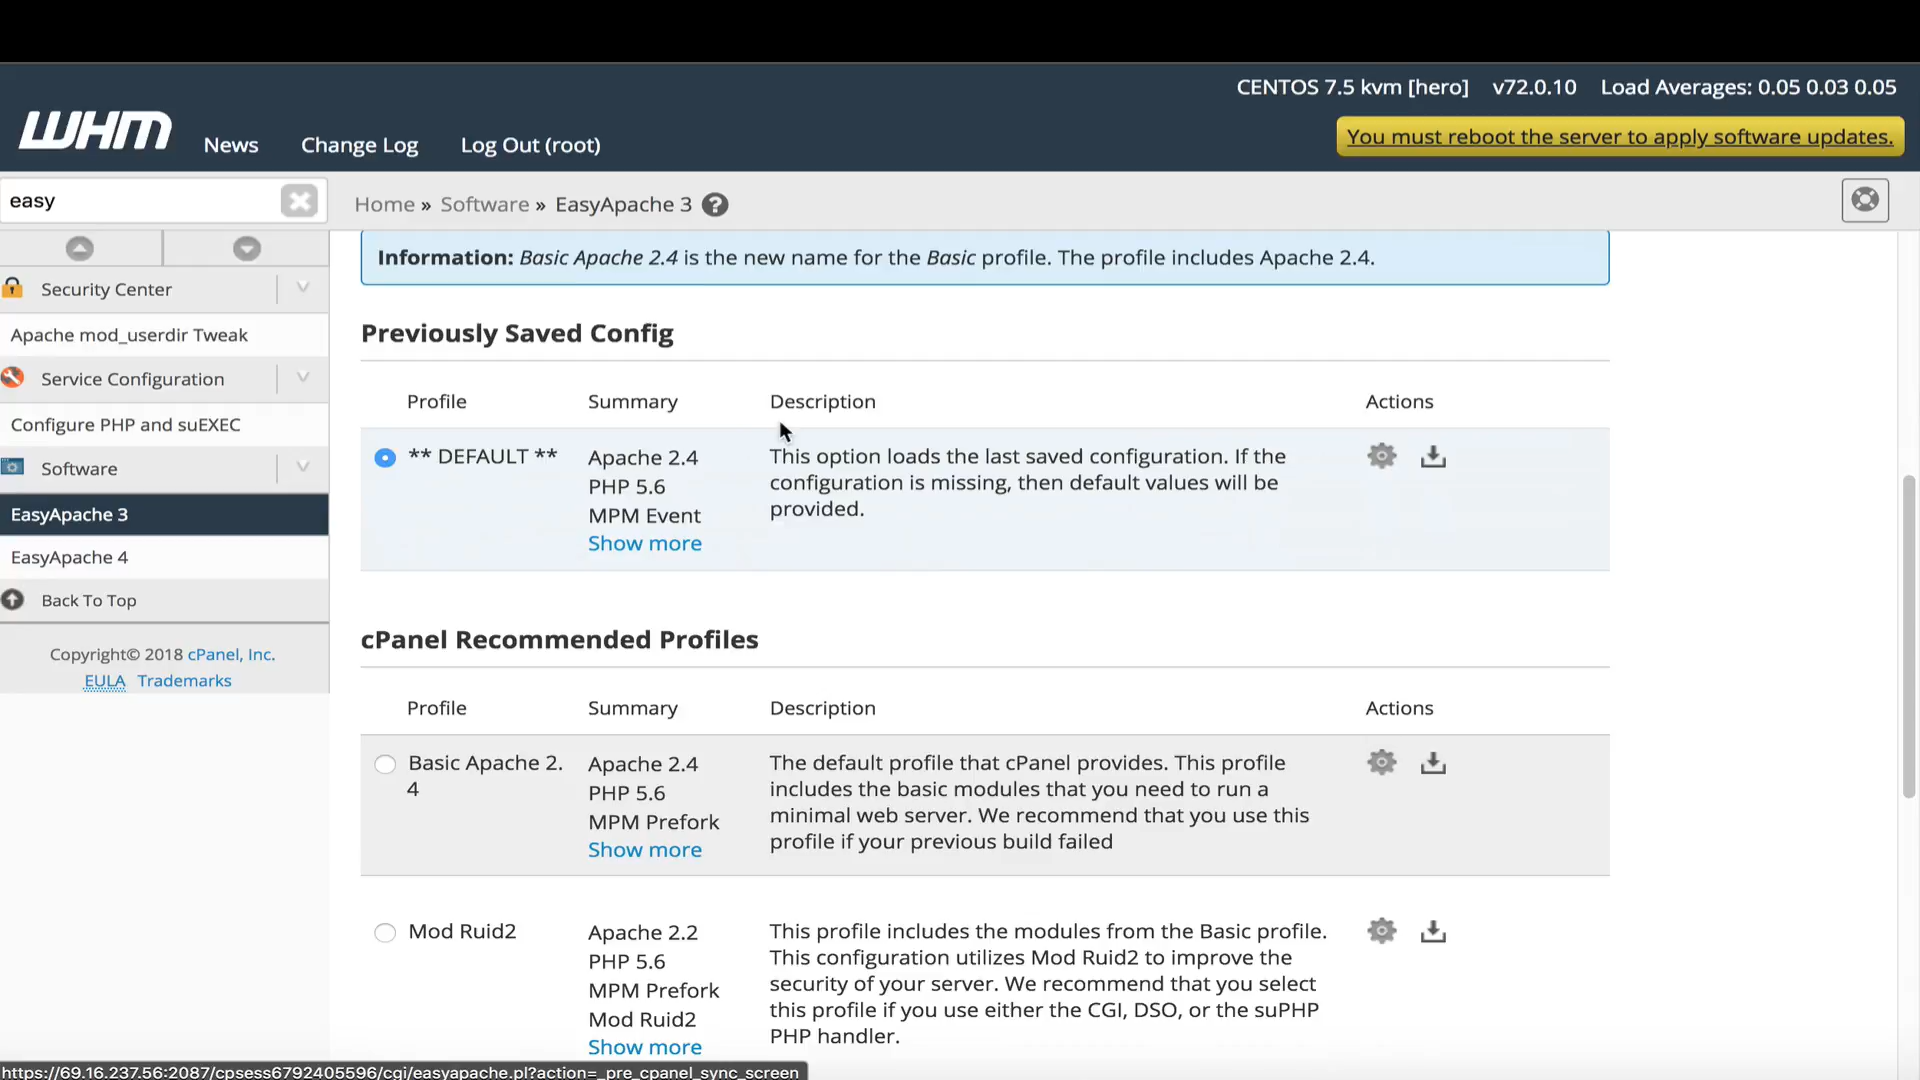 CENTOS 7.5 kvm [hero] v72.0.10 Load Averages: 0.05 0.03 0.05
WHM
News Change Log Log Out (root)
You must reboot the server to apply software updates.
easy
Home » Software » EasyApache 3 ?
Security Center
Apache mod_userdir Tweak
Service Configuration
Configure PHP and suEXEC
Software
EasyApache 3
EasyApache 4
Back To Top
Copyright© 2018 cPanel, Inc.
EULA Trademarks
Information: Basic Apache 2.4 is the new name for the Basic profile. The profile includes Apache 2.4.
Previously Saved Config
Profile Summary Description Actions
** DEFAULT **
Apache 2.4
PHP 5.6
MPM Event
Show more
This option loads the last saved configuration. If the
configuration is missing, then default values will be
provided.
cPanel Recommended Profiles
Profile Summary Description Actions
Basic Apache 2.
4
Apache 2.4
PHP 5.6
MPM Prefork
Show more
The default profile that cPanel provides. This profile
includes the basic modules that you need to run a
minimal web server. We recommend that you use this
profile if your previous build failed
Mod Ruid2
Apache 2.2
PHP 5.6
MPM Prefork
Mod Ruid2
Show more
This profile includes the modules from the Basic profile.
This configuration utilizes Mod Ruid2 to improve the
security of your server. We recommend that you select
this profile if you use either the CGI, DSO, or the suPHP
PHP handler.
https://69.16.237.56:2087/cpsess6792405596/cgi/easyapache.pl?action=_pre_cpanel_sync_screen